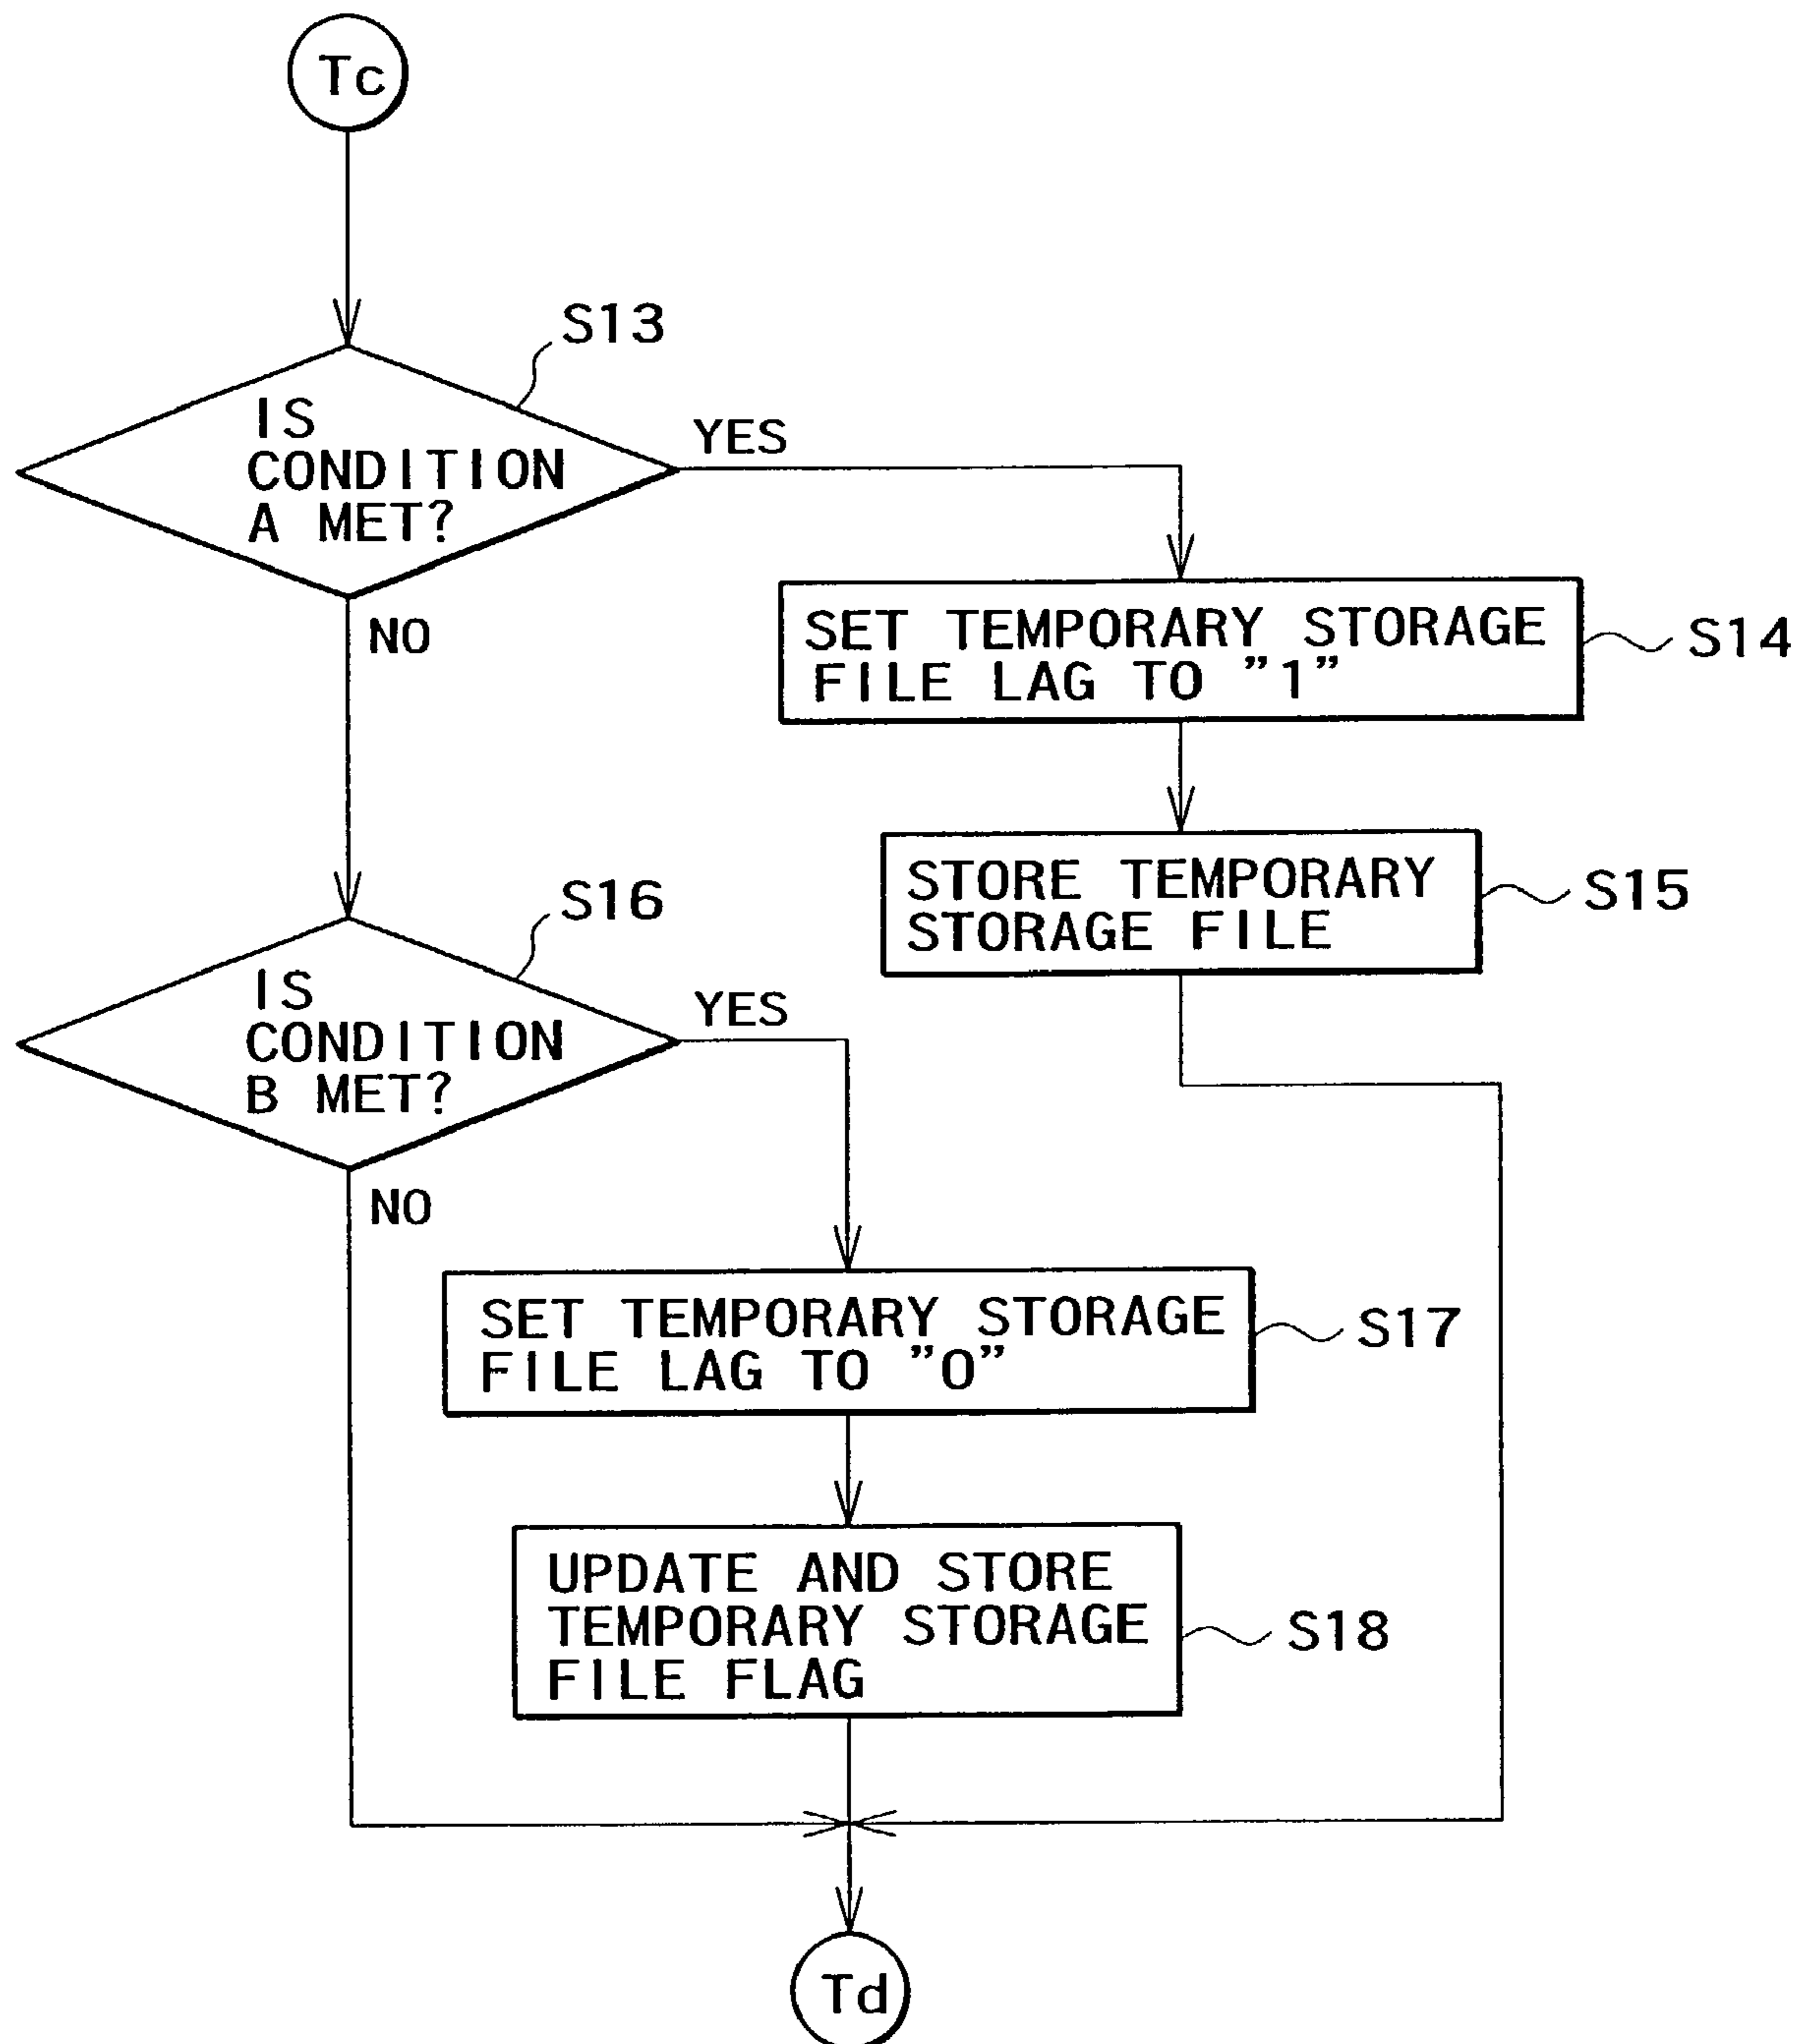 Tc
S13
IS
CONDITION
A MET?
YES
NO
SET TEMPORARY STORAGE
FILE LAG TO ”1”
S14
STORE TEMPORARY
STORAGE FILE
S15
S16
IS
CONDITION
B MET?
YES
NO
SET TEMPORARY STORAGE
FILE LAG TO ”0”
S17
UPDATE AND STORE
TEMPORARY STORAGE
FILE FLAG
S18
Td